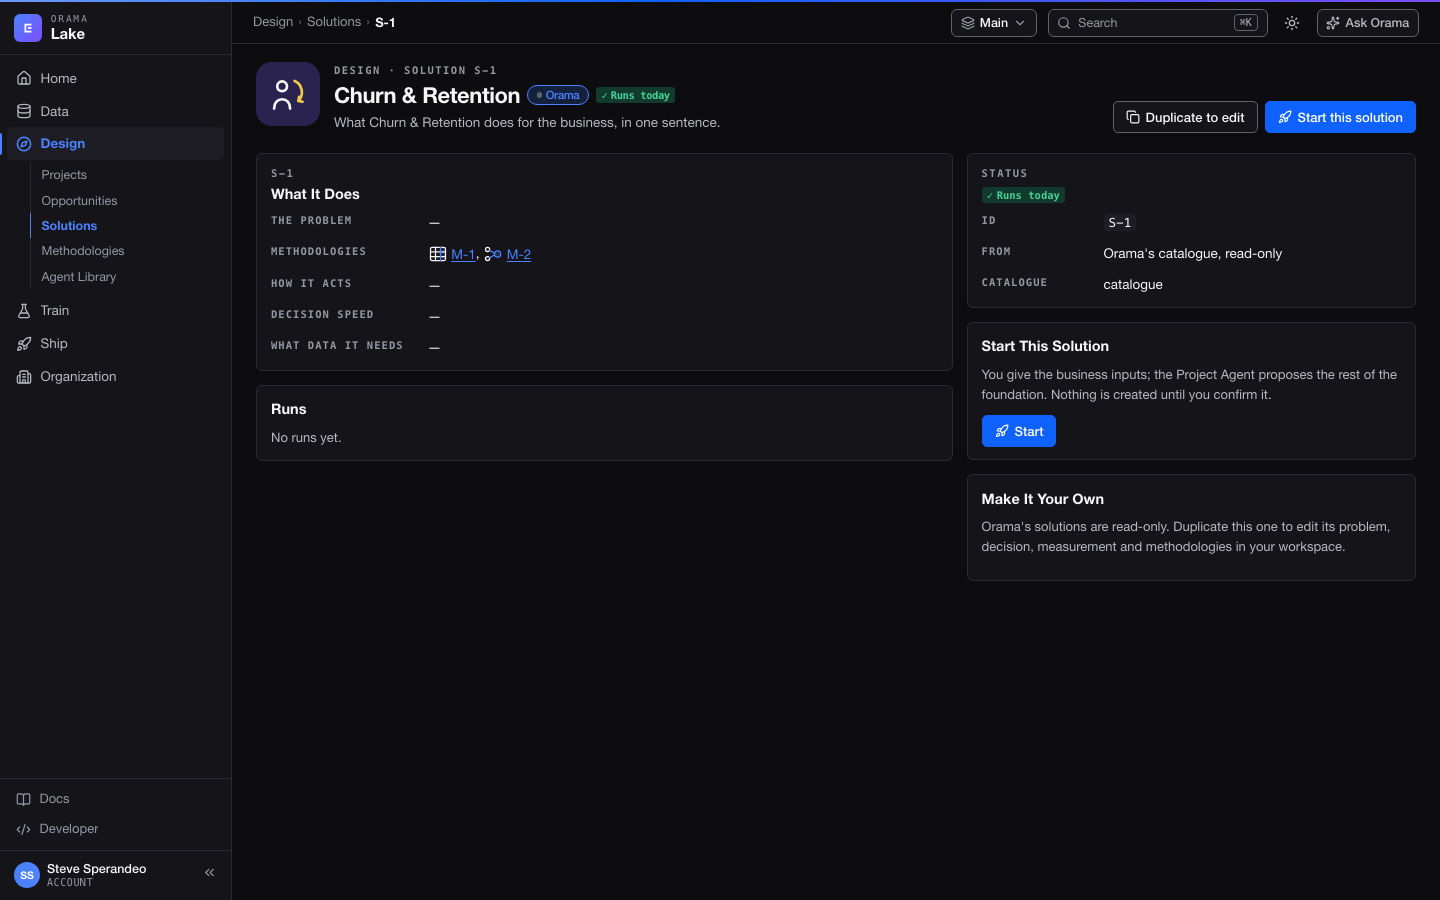 ORAMA
Lake
Home
Data
Design
Projects
Opportunities
Solutions
Methodologies
Agent Library
Train
Ship
Organization
Docs
Developer
SS
Steve Sperandeo
ACCOUNT
Design › Solutions › S-1
Main
Search ⌘K
Ask Orama
DESIGN · SOLUTION S-1
Churn & Retention Orama ✓ Runs today
What Churn & Retention does for the business, in one sentence.
Duplicate to edit
Start this solution
S-1
What It Does
THE PROBLEM —
METHODOLOGIES M-1, M-2
HOW IT ACTS —
DECISION SPEED —
WHAT DATA IT NEEDS —
Runs
No runs yet.
STATUS
✓ Runs today
ID S-1
FROM Orama's catalogue, read-only
CATALOGUE catalogue
Start This Solution
You give the business inputs; the Project Agent proposes the rest of the
foundation. Nothing is created until you confirm it.
Start
Make It Your Own
Orama's solutions are read-only. Duplicate this one to edit its problem,
decision, measurement and methodologies in your workspace.